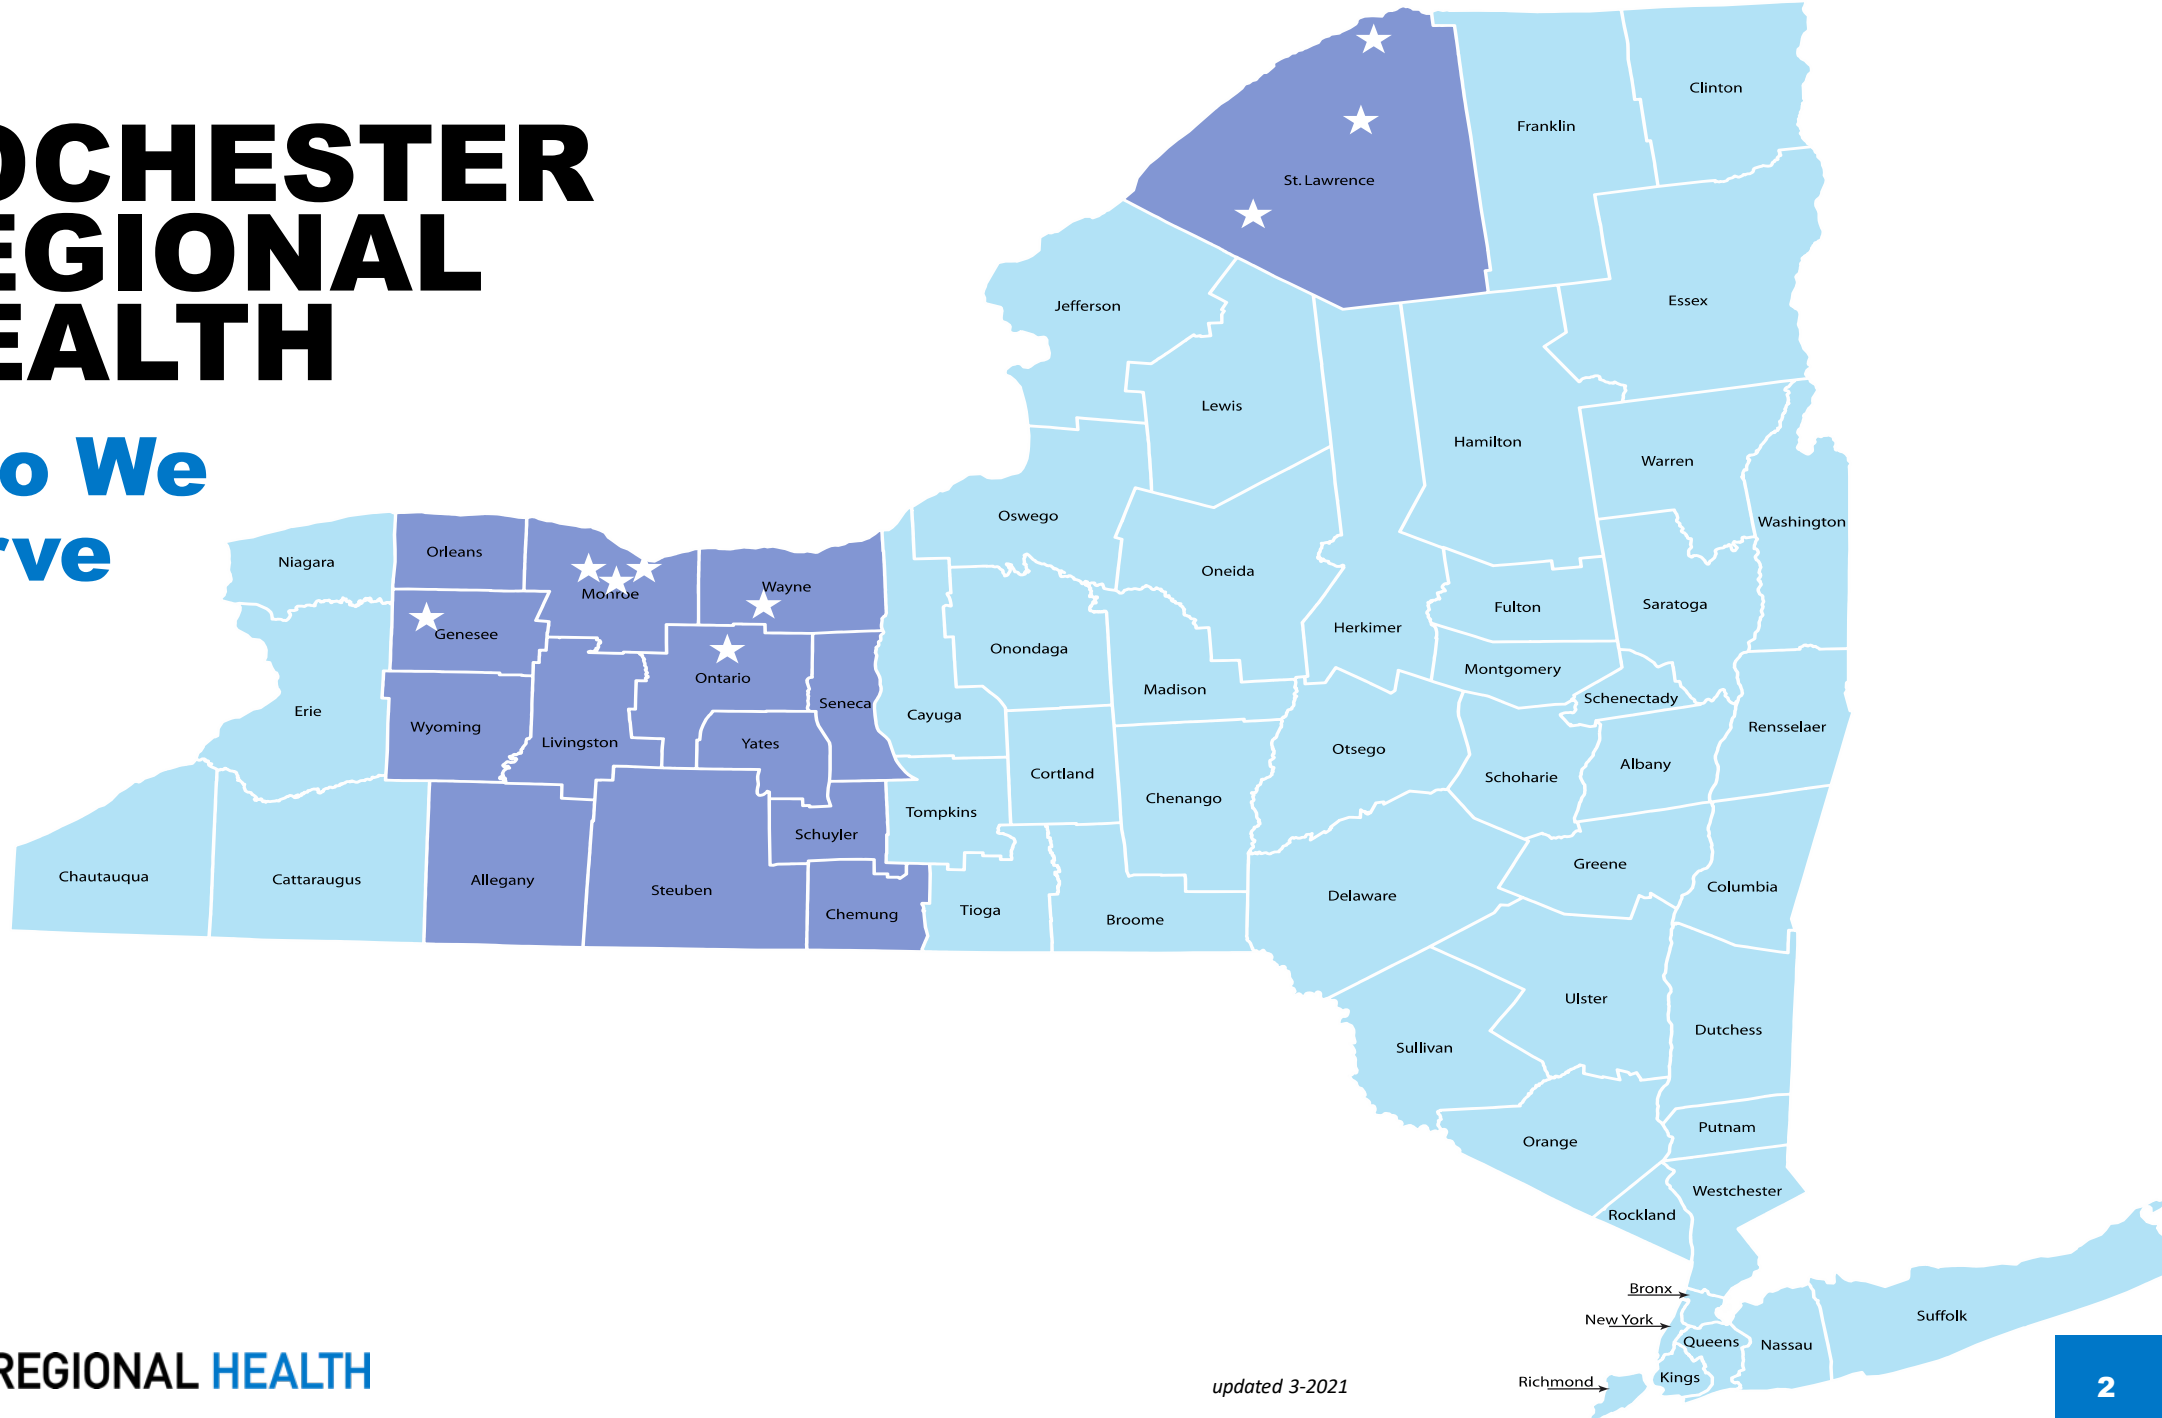 OCHESTER
EGIONAL
EALTH
o We
rve
Clinton
Franklin
St. Lawrence
Jefferson
Essex
Lewis
Hamilton
Warren
Oswego
Washington
Niagara
Orleans
Monroe
Wayne
Oneida
Fulton
Saratoga
Genesee
Herkimer
Onondaga
Montgomery
Ontario
Madison
Schenectady
Erie
Seneca
Cayuga
Rensselaer
Wyoming
Livingston
Yates
Otsego
Albany
Schoharie
Cortland
Chenango
Tompkins
Schuyler
Greene
Chautauqua
Cattaraugus
Allegany
Steuben
Columbia
Delaware
Chemung
Tioga
Broome
Ulster
Dutchess
Sullivan
Putnam
Orange
Westchester
Rockland
Bronx
New York
Suffolk
Queens
Nassau
Kings
Richmond
REGIONAL HEALTH
updated 3-2021
2